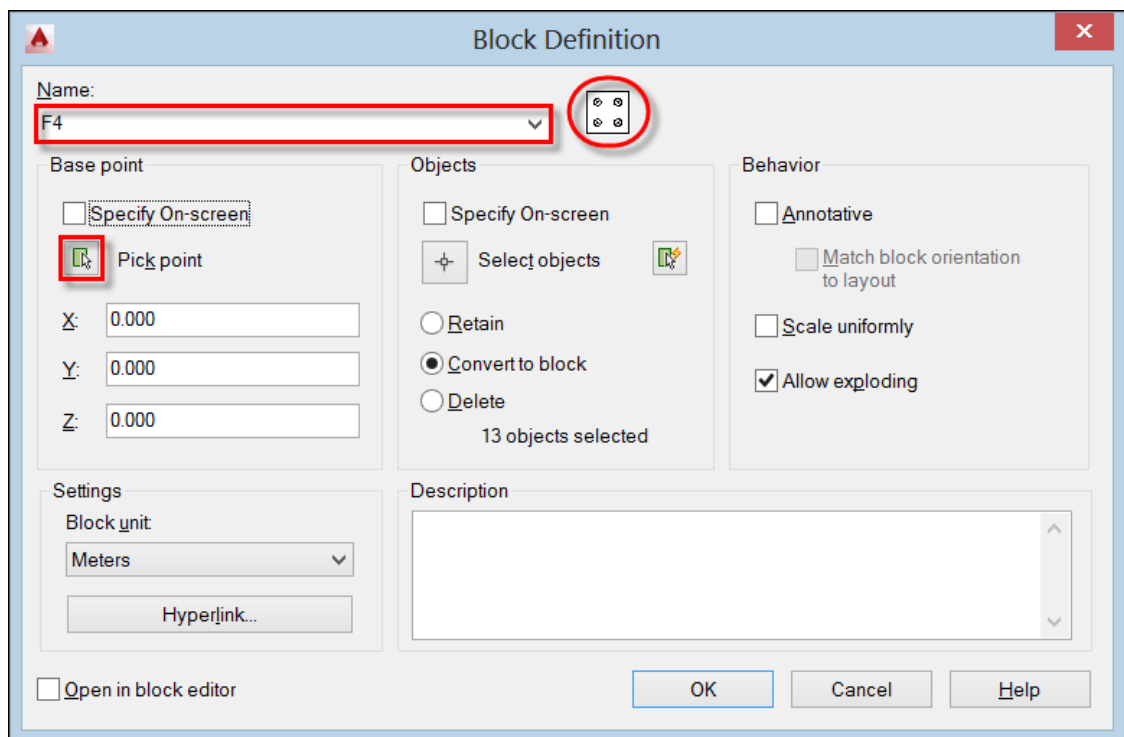 Block Definition
Name:
F4
Base point
Specify On-screen
Pick point
X: 0.000
Y: 0.000
Z: 0.000
Objects
Specify On-screen
Select objects
Retain
Convert to block
Delete
13 objects selected
Behavior
Annotative
Match block orientation
to layout
Scale uniformly
Allow exploding
Settings
Block unit:
Meters
Hyperlink...
Description
Open in block editor
OK
Cancel
Help